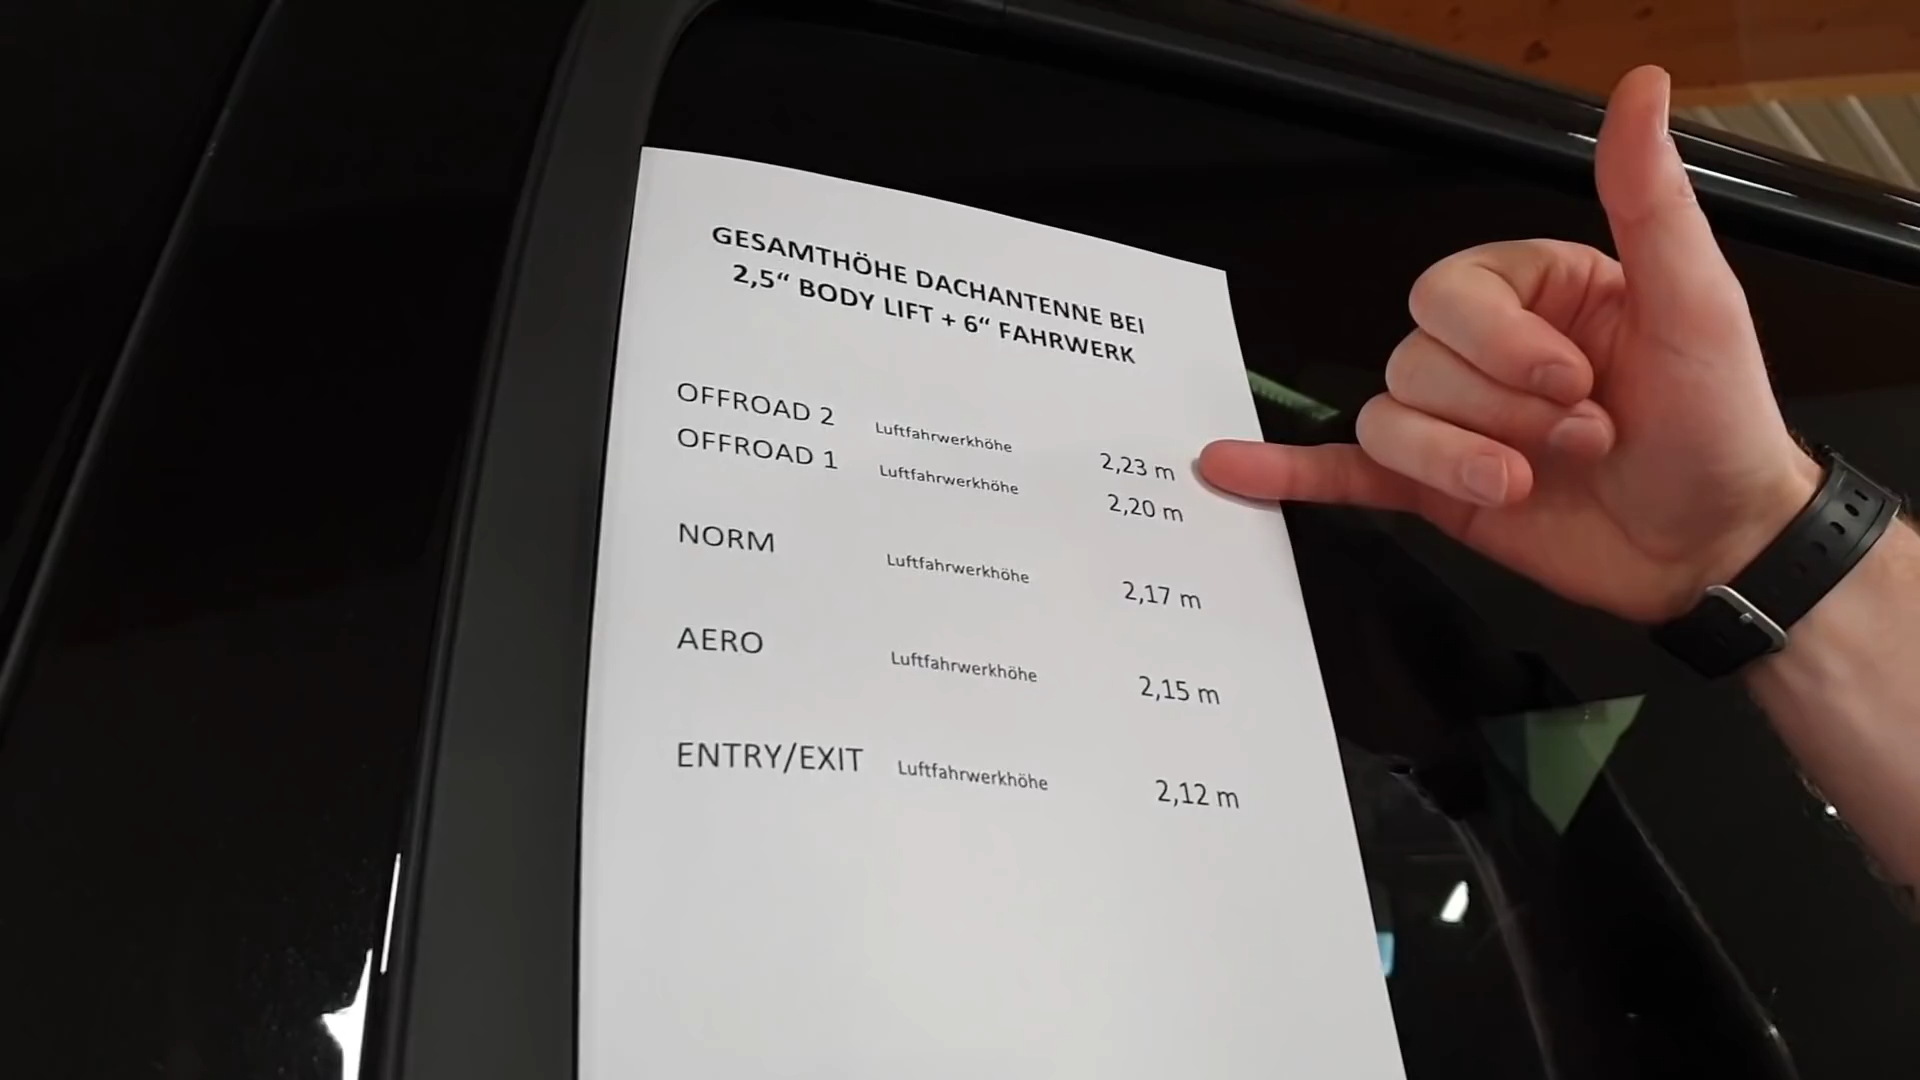 GESAMTHÖHE DACHANTENNE BEI
2,5“ BODY LIFT + 6“ FAHRWERK
OFFROAD 2 Luftfahrwerkhöhe 2,23 m
OFFROAD 1 Luftfahrwerkhöhe 2,20 m
NORM Luftfahrwerkhöhe 2,17 m
AERO Luftfahrwerkhöhe 2,15 m
ENTRY/EXIT Luftfahrwerkhöhe 2,12 m